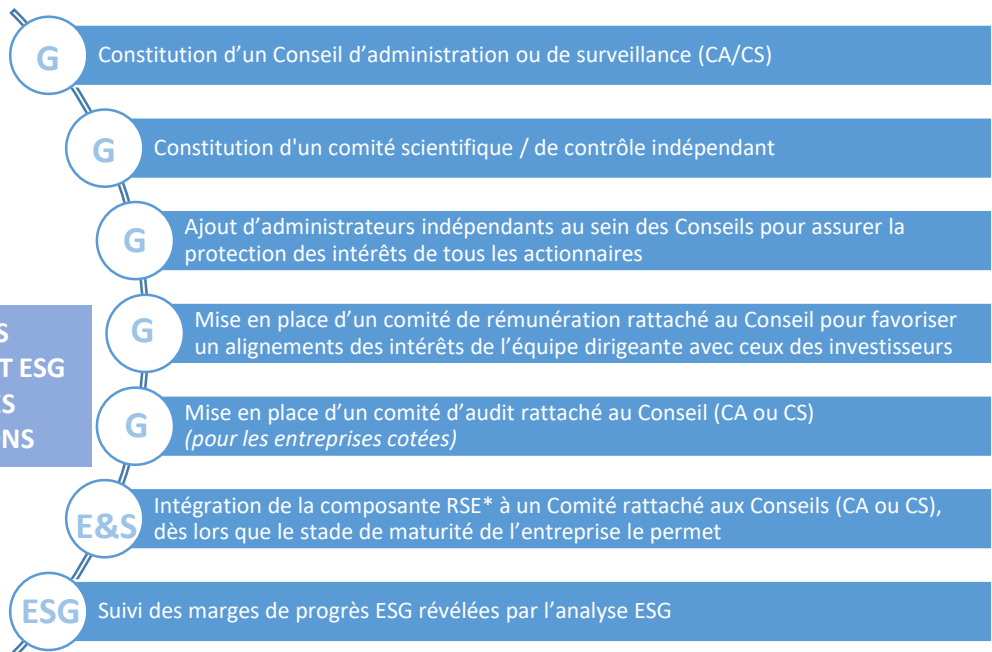 G
Constitution d’un Conseil d’administration ou de surveillance (CA/CS)
G
Constitution d'un comité scientifique / de contrôle indépendant
G
Ajout d’administrateurs indépendants au sein des Conseils pour assurer la
protection des intérêts de tous les actionnaires
G
Mise en place d’un comité de rémunération rattaché au Conseil pour favoriser
un alignements des intérêts de l’équipe dirigeante avec ceux des investisseurs
T ESG
G
Mise en place d’un comité d’audit rattaché au Conseil (CA ou CS)
(pour les entreprises cotées)
E&S
Intégration de la composante RSE* à un Comité rattaché aux Conseils (CA ou CS),
dès lors que le stade de maturité de l’entreprise le permet
ESG
Suivi des marges de progrès ESG révélées par l’analyse ESG